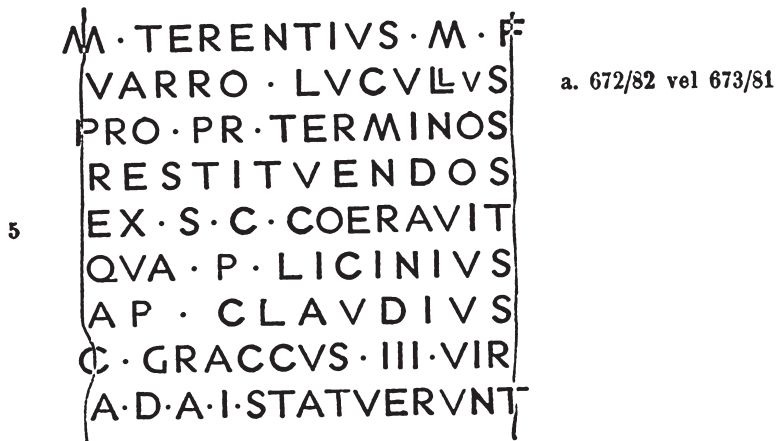 M · TERENTIVS · M · F
VARRO · LVCVLLVS a. 672/82 vel 673/81
PRO · PR · TERMINOS
RESTITVENDOS
5 EX · S · C · COERAVIT
QVA · P · LICINIVS
AP · CLAVDIVS
C · GRACCVS · III · VIR
A · D · A · I · STATVERVNT